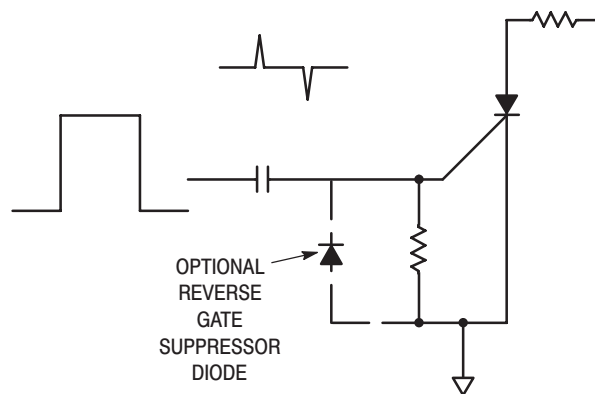 OPTIONAL
REVERSE
GATE
SUPPRESSOR
DIODE